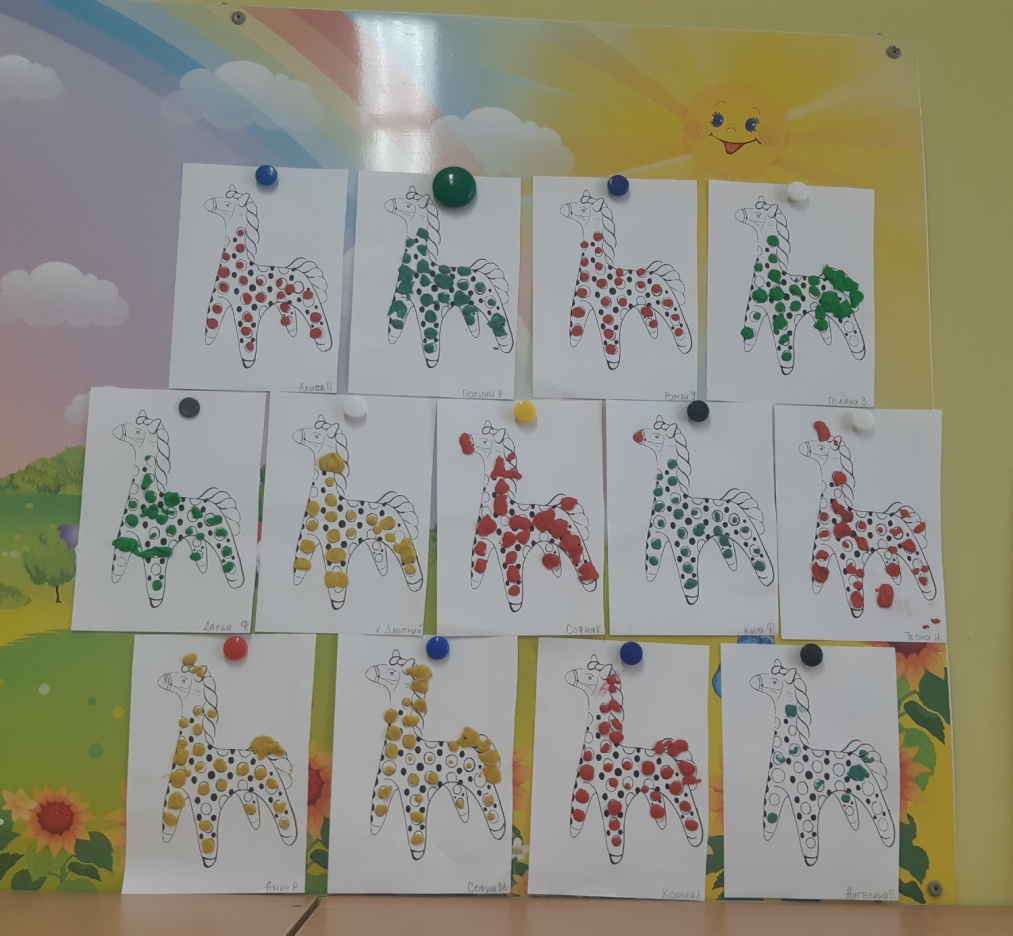 Алиса П.
Полина Р.
Роман З
Полина З.
Дарья Ф.
К Дмитрий
София К.
Кира Ф.
Теона И.
Амир Р.
София М
Ксения А
Ангелина П.